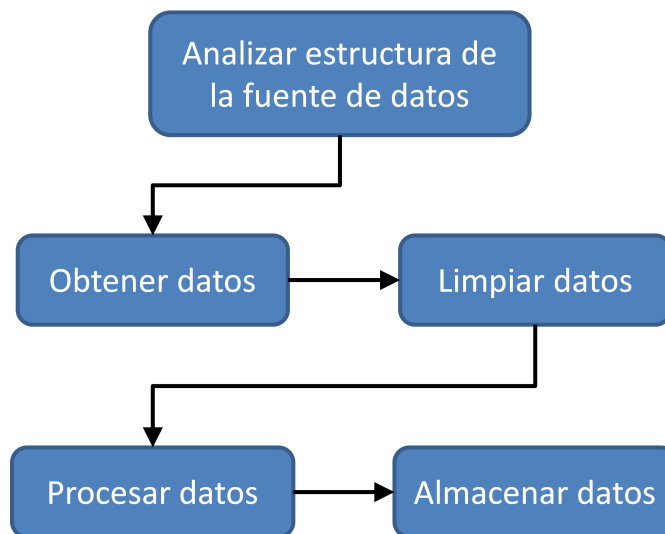 Analizar estructura de
la fuente de datos
Obtener datos
Limpiar datos
Procesar datos
Almacenar datos